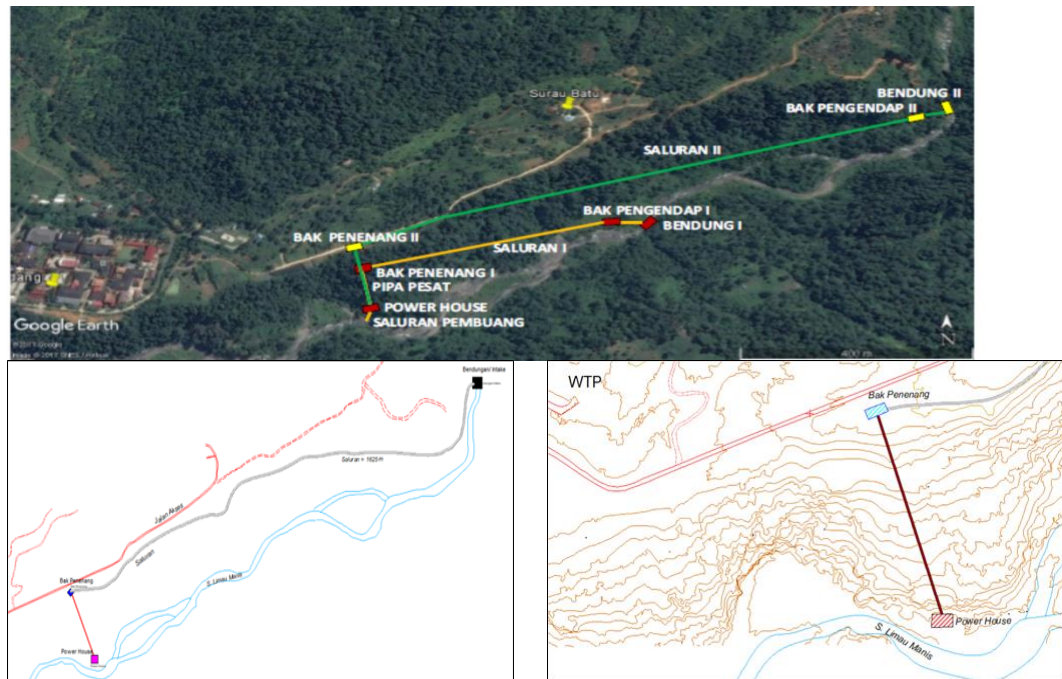 Surau Batu
BENDUNG II
BAK PENGENDAP II
SALURAN II
BAK PENGENDAP I
BENDUNG I
BAK PENENANG II
SALURAN I
BAK PENENANG I
PIPA PESAT
POWER HOUSE
SALURAN PEMBUANG
Google Earth
400 m
N
Bendungan/ Intake
Saluran = 1625 m
Jalan Akses
Saluran
S. Limau Manis
Bak Penenang
Power House
WTP
Bak Penenang
Power House
S. Limau Manis